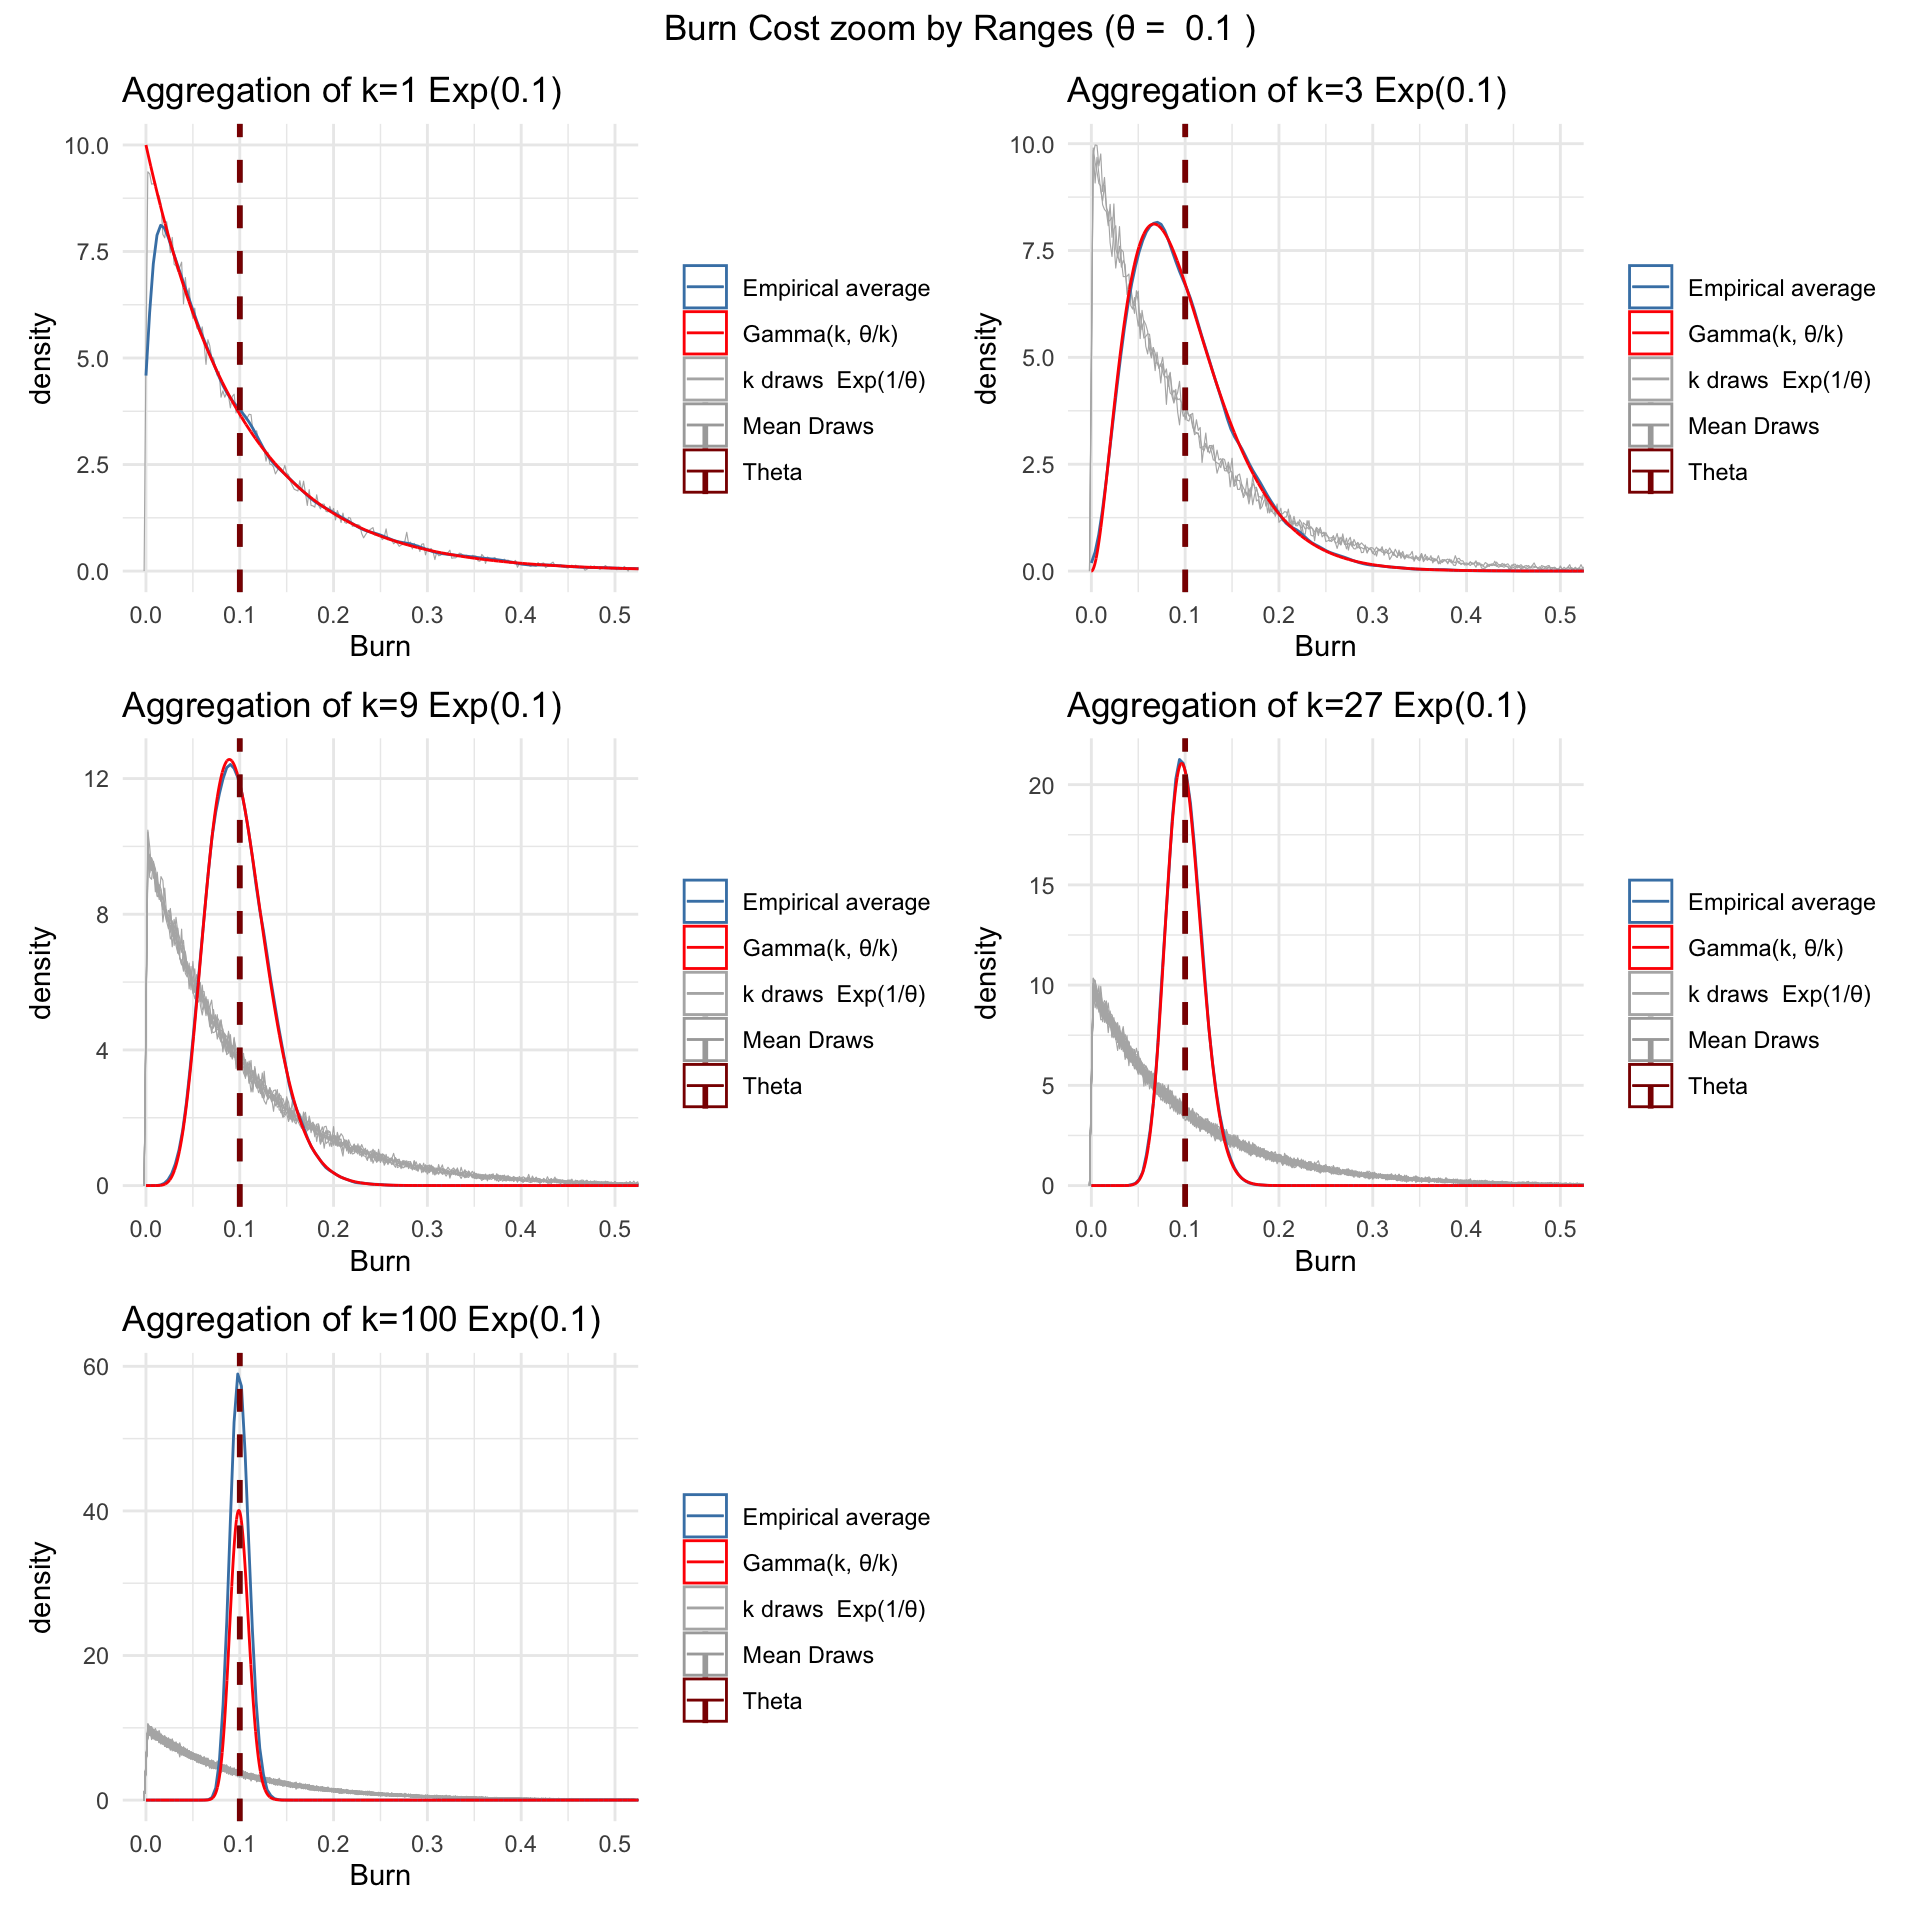 Burn Cost zoom by Ranges (θ =  0.1 )
Aggregation of k=1 Exp(0.1)
10.0
7.5
5.0
2.5
0.0
density
0.0 0.1 0.2 0.3 0.4 0.5
Burn
Empirical average
Gamma(k, θ/k)
k draws  Exp(1/θ)
Mean Draws
Theta
Aggregation of k=3 Exp(0.1)
10.0
7.5
5.0
2.5
0.0
density
0.0 0.1 0.2 0.3 0.4 0.5
Burn
Empirical average
Gamma(k, θ/k)
k draws  Exp(1/θ)
Mean Draws
Theta
Aggregation of k=9 Exp(0.1)
12
8
4
0
density
0.0 0.1 0.2 0.3 0.4 0.5
Burn
Empirical average
Gamma(k, θ/k)
k draws  Exp(1/θ)
Mean Draws
Theta
Aggregation of k=27 Exp(0.1)
20
15
10
5
0
density
0.0 0.1 0.2 0.3 0.4 0.5
Burn
Empirical average
Gamma(k, θ/k)
k draws  Exp(1/θ)
Mean Draws
Theta
Aggregation of k=100 Exp(0.1)
60
40
20
0
density
0.0 0.1 0.2 0.3 0.4 0.5
Burn
Empirical average
Gamma(k, θ/k)
k draws  Exp(1/θ)
Mean Draws
Theta